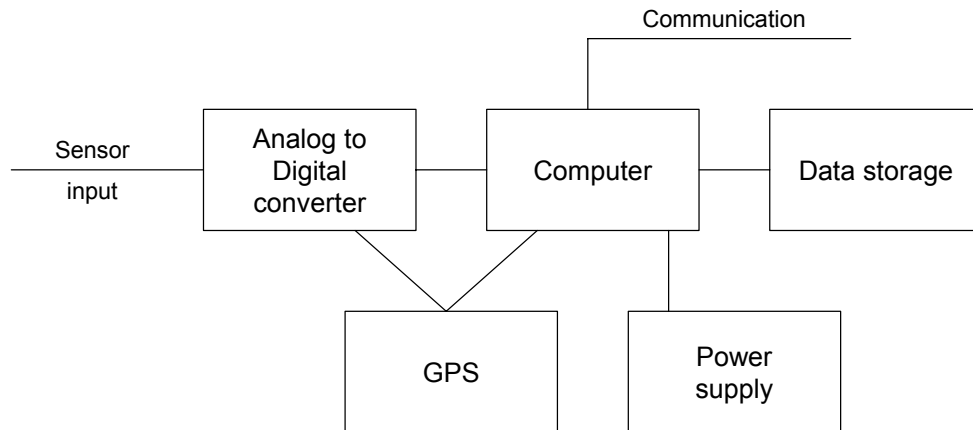 Communication
Sensor
input
Analog to
Digital
converter
Computer
Data storage
GPS
Power
supply